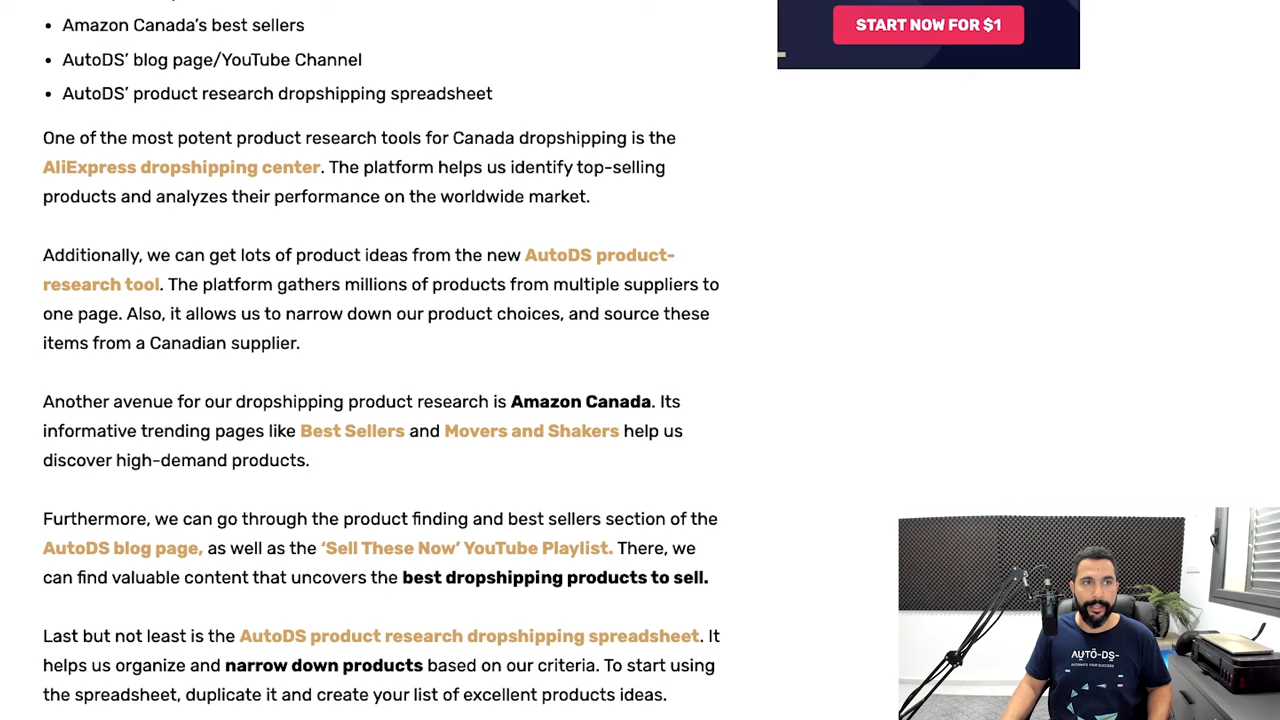 • Amazon Canada’s best sellers
START NOW FOR $1
• AutoDS’ blog page/YouTube Channel
• AutoDS’ product research dropshipping spreadsheet
One of the most potent product research tools for Canada dropshipping is the
AliExpress dropshipping center. The platform helps us identify top-selling
products and analyzes their performance on the worldwide market.
Additionally, we can get lots of product ideas from the new AutoDS product-
research tool. The platform gathers millions of products from multiple suppliers to
one page. Also, it allows us to narrow down our product choices, and source these
items from a Canadian supplier.
Another avenue for our dropshipping product research is Amazon Canada. Its
informative trending pages like Best Sellers and Movers and Shakers help us
discover high-demand products.
Furthermore, we can go through the product finding and best sellers section of the
AutoDS blog page, as well as the ‘Sell These Now’ YouTube Playlist. There, we
can find valuable content that uncovers the best dropshipping products to sell.
Last but not least is the AutoDS product research dropshipping spreadsheet. It
helps us organize and narrow down products based on our criteria. To start using
the spreadsheet, duplicate it and create your list of excellent products ideas.
AUTO-DS-
AUTOMATE YOUR SUCCESS